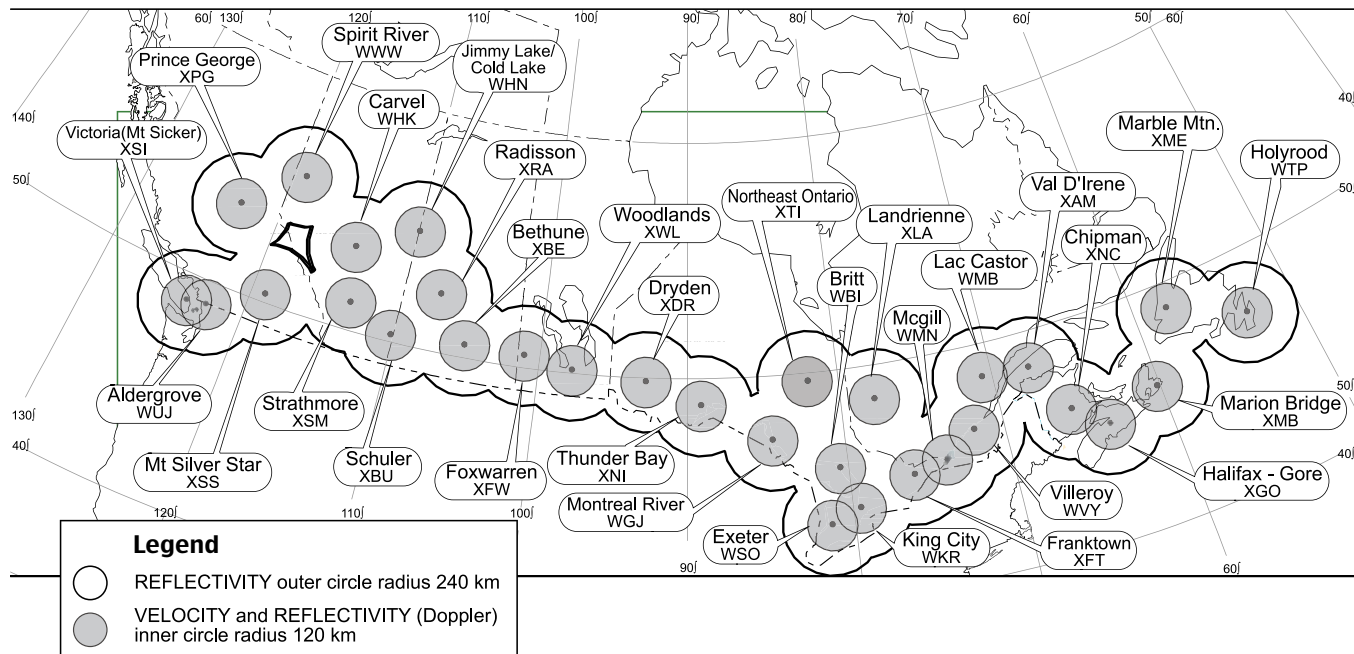 60∫ 130∫ 120∫ 110∫ 100∫ 90∫ 80∫ 70∫ 60∫ 50∫ 60∫
140∫
50∫
40∫
50∫
Prince George
XPG
Spirit River
WWW
Jimmy Lake/
Cold Lake
WHN
Carvel
WHK
Victoria(Mt Sicker)
XSI
Radisson
XRA
Bethune
XBE
Woodlands
XWL
Northeast Ontario
XTI
Landrienne
XLA
Val D'Irene
XAM
Marble Mtn.
XME
Holyrood
WTP
Chipman
XNC
Lac Castor
WMB
Britt
WBI
Mcgill
WMN
Dryden
XDR
Aldergrove
WUJ
Strathmore
XSM
Mt Silver Star
XSS
Schuler
XBU
Foxwarren
XFW
Thunder Bay
XNI
Montreal River
WGJ
Exeter
WSO
King City
WKR
Franktown
XFT
Villeroy
WVY
Halifax - Gore
XGO
Marion Bridge
XMB
130∫
40∫
50∫
40∫
120∫ 110∫ 100∫ 90∫ 80∫ 70∫ 60∫
Legend
REFLECTIVITY outer circle radius 240 km
VELOCITY and REFLECTIVITY (Doppler)
inner circle radius 120 km